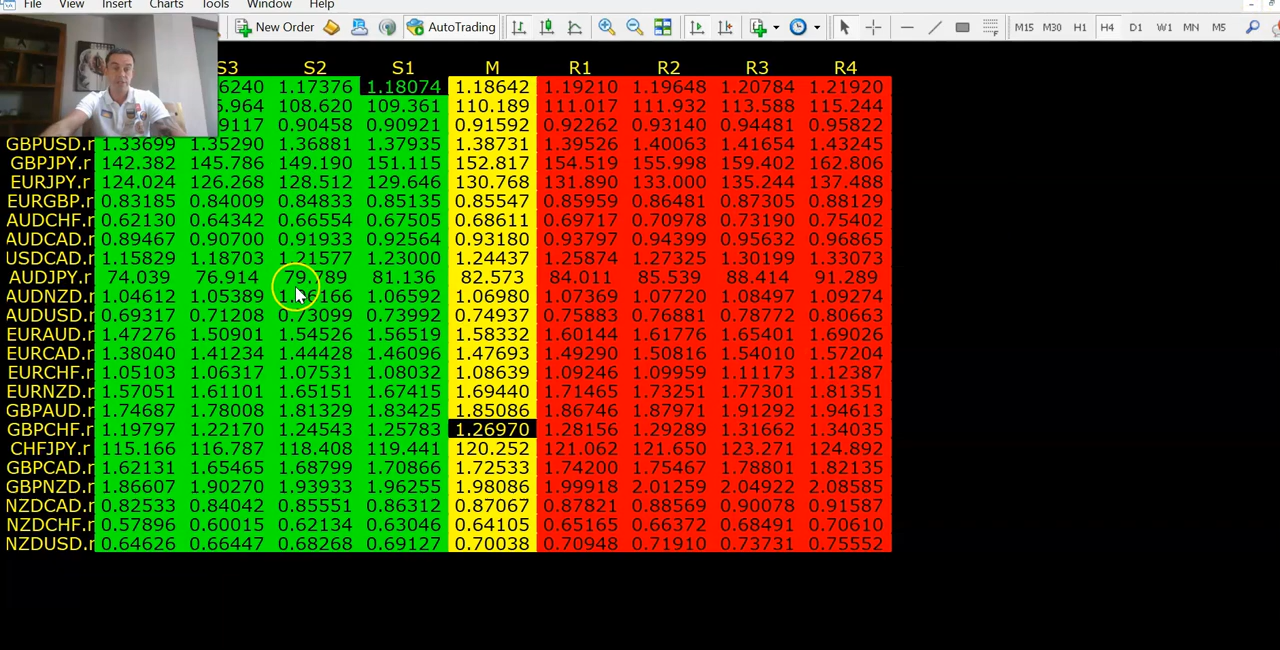 File View Insert Charts Tools Window Help
New Order AutoTrading M15 M30 H1 H4 D1 W1 MN M5
S3 S2 S1 M R1 R2 R3 R4
6240 1.17376 1.18074 1.18642 1.19210 1.19648 1.20784 1.21920
.964 108.620 109.361 110.189 111.017 111.932 113.588 115.244
9117 0.90458 0.90921 0.91592 0.92262 0.93140 0.94481 0.95822
GBPUSD.r 1.33699 1.35290 1.36881 1.37935 1.38731 1.39526 1.40063 1.41654 1.43245
GBPJPY.r 142.382 145.786 149.190 151.115 152.817 154.519 155.998 159.402 162.806
EURJPY.r 124.024 126.268 128.512 129.646 130.768 131.890 133.000 135.244 137.488
EURGBP.r 0.83185 0.84009 0.84833 0.85135 0.85547 0.85959 0.86481 0.87305 0.88129
AUDCHF.r 0.62130 0.64342 0.66554 0.67505 0.68611 0.69717 0.70978 0.73190 0.75402
AUDCAD.r 0.89467 0.90700 0.91933 0.92564 0.93180 0.93797 0.94399 0.95632 0.96865
USDCAD.r 1.15829 1.18703 1.21577 1.23000 1.24437 1.25874 1.27325 1.30199 1.33073
AUDJPY.r 74.039 76.914 79.789 81.136 82.573 84.011 85.539 88.414 91.289
AUDNZD.r 1.04612 1.05389 1.06166 1.06592 1.06980 1.07369 1.07720 1.08497 1.09274
AUDUSD.r 0.69317 0.71208 0.73099 0.73992 0.74937 0.75883 0.76881 0.78772 0.80663
EURAUD.r 1.47276 1.50901 1.54526 1.56519 1.58332 1.60144 1.61776 1.65401 1.69026
EURCAD.r 1.38040 1.41234 1.44428 1.46096 1.47693 1.49290 1.50816 1.54010 1.57204
EURCHF.r 1.05103 1.06317 1.07531 1.08032 1.08639 1.09246 1.09959 1.11173 1.12387
EURNZD.r 1.57051 1.61101 1.65151 1.67415 1.69440 1.71465 1.73251 1.77301 1.81351
GBPAUD.r 1.74687 1.78008 1.81329 1.83425 1.85086 1.86746 1.87971 1.91292 1.94613
GBPCHF.r 1.19797 1.22170 1.24543 1.25783 1.26970 1.28156 1.29289 1.31662 1.34035
CHFJPY.r 115.166 116.787 118.408 119.441 120.252 121.062 121.650 123.271 124.892
GBPCAD.r 1.62131 1.65465 1.68799 1.70866 1.72533 1.74200 1.75467 1.78801 1.82135
GBPNZD.r 1.86607 1.90270 1.93933 1.96255 1.98086 1.99918 2.01259 2.04922 2.08585
NZDCAD.r 0.82533 0.84042 0.85551 0.86312 0.87067 0.87821 0.88569 0.90078 0.91587
NZDCHF.r 0.57896 0.60015 0.62134 0.63046 0.64105 0.65165 0.66372 0.68491 0.70610
NZDUSD.r 0.64626 0.66447 0.68268 0.69127 0.70038 0.70948 0.71910 0.73731 0.75552